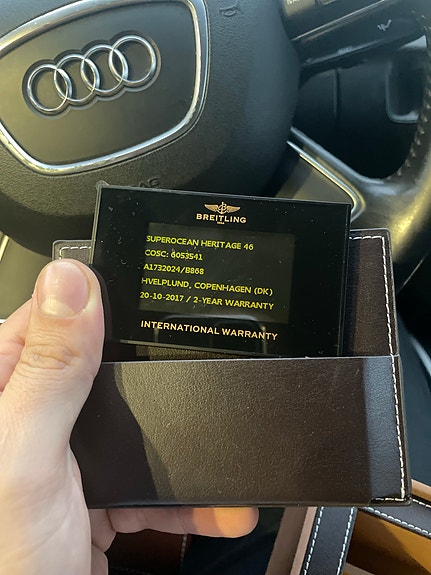 BREITLING
1884
SUPEROCEAN HERITAGE 46
COSC: 6053541
A1732024/B868
HVELPLUND, COPENHAGEN (DK)
20-10-2017 / 2-YEAR WARRANTY
INTERNATIONAL WARRANTY